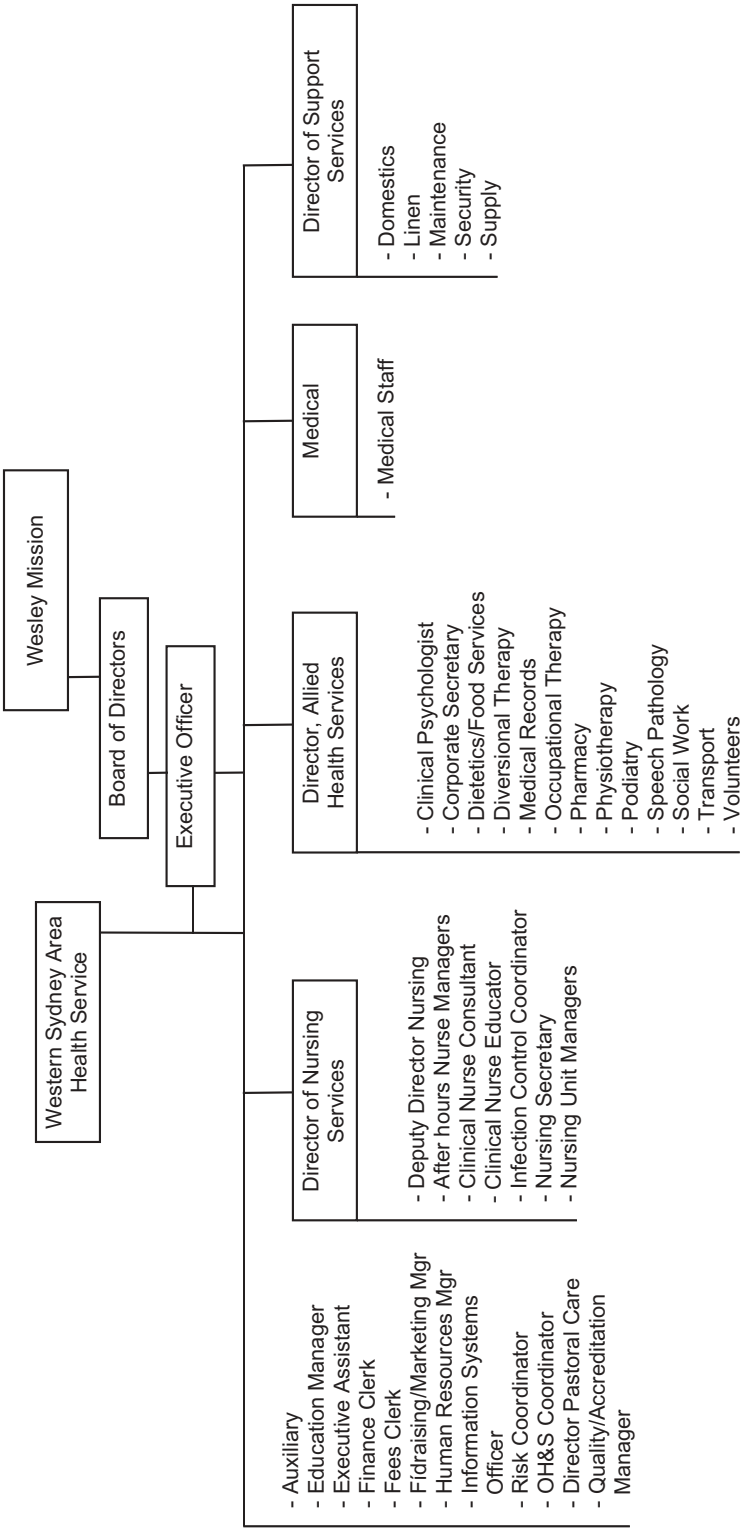 Wesley Mission
Western Sydney Area
Health Service
Board of Directors
Executive Officer
- Auxiliary
- Education Manager
- Executive Assistant
- Finance Clerk
- Fees Clerk
- Fidraising/Marketing Mgr
- Human Resources Mgr
- Information Systems
Officer
- Risk Coordinator
- OH&S Coordinator
- Director Pastoral Care
- Quality/Accreditation
Manager
Director of Nursing
Services
- Deputy Director Nursing
- After hours Nurse Managers
- Clinical Nurse Consultant
- Clinical Nurse Educator
- Infection Control Coordinator
- Nursing Secretary
- Nursing Unit Managers
Director, Allied
Health Services
- Clinical Psychologist
- Corporate Secretary
- Dietetics/Food Services
- Diversional Therapy
- Medical Records
- Occupational Therapy
- Pharmacy
- Physiotherapy
- Podiatry
- Speech Pathology
- Social Work
- Transport
- Volunteers
Medical
- Medical Staff
Director of Support
Services
- Domestics
- Linen
- Maintenance
- Security
- Supply